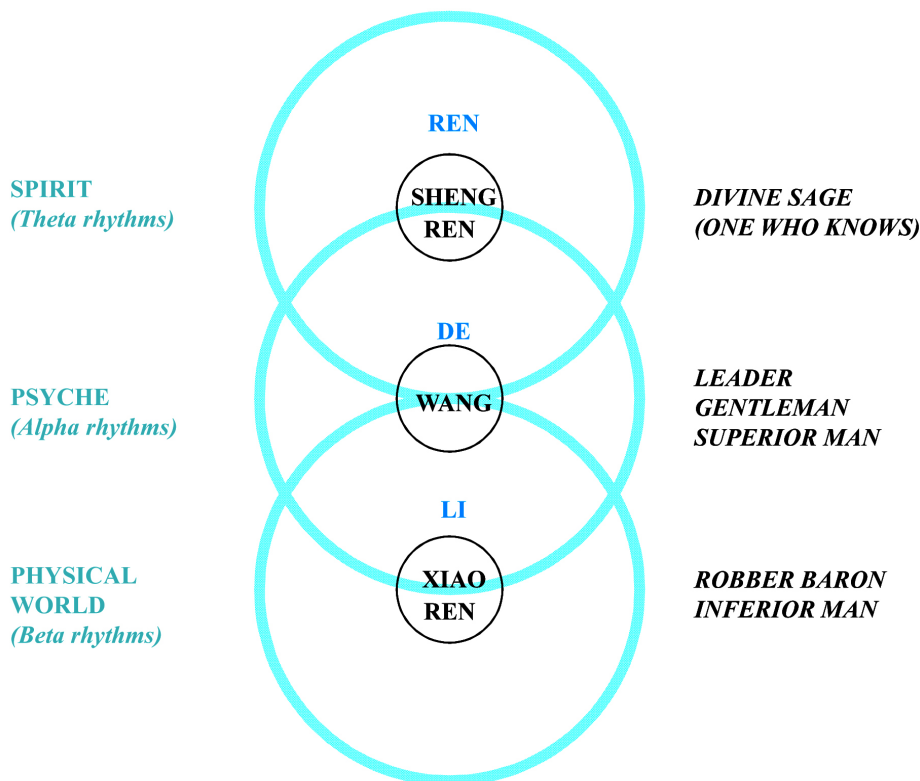 REN
SPIRIT
(Theta rhythms)
SHENG
REN
DIVINE SAGE
(ONE WHO KNOWS)
DE
PSYCHE
(Alpha rhythms)
WANG
LEADER
GENTLEMAN
SUPERIOR MAN
LI
PHYSICAL
WORLD
(Beta rhythms)
XIAO
REN
ROBBER BARON
INFERIOR MAN